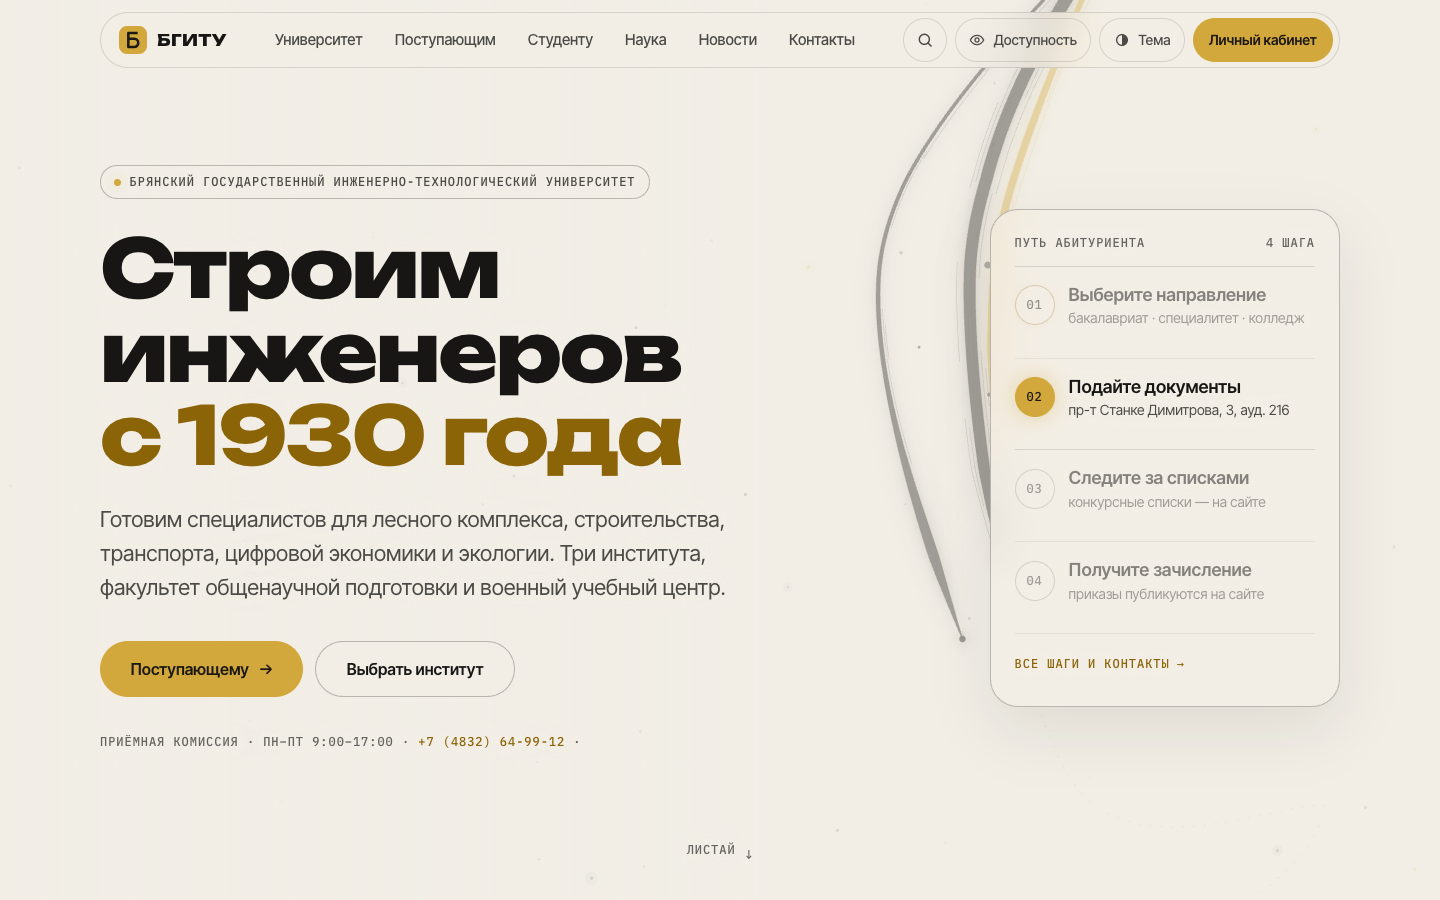 Б БГИТУ Университет Поступающим Студенту Наука Новости Контакты Доступность Тема Личный кабинет
БРЯНСКИЙ ГОСУДАРСТВЕННЫЙ ИНЖЕНЕРНО-ТЕХНОЛОГИЧЕСКИЙ УНИВЕРСИТЕТ
Строим
инженеров
с 1930 года
Готовим специалистов для лесного комплекса, строительства,
транспорта, цифровой экономики и экологии. Три института,
факультет общенаучной подготовки и военный учебный центр.
Поступающему →
Выбрать институт
ПРИЁМНАЯ КОМИССИЯ · ПН–ПТ 9:00–17:00 · +7 (4832) 64-99-12 ·
ПУТЬ АБИТУРИЕНТА 4 ШАГА
01 Выберите направление
бакалавриат · специалитет · колледж
02 Подайте документы
пр-т Станке Димитрова, 3, ауд. 216
03 Следите за списками
конкурсные списки — на сайте
04 Получите зачисление
приказы публикуются на сайте
ВСЕ ШАГИ И КОНТАКТЫ →
ЛИСТАЙ ↓